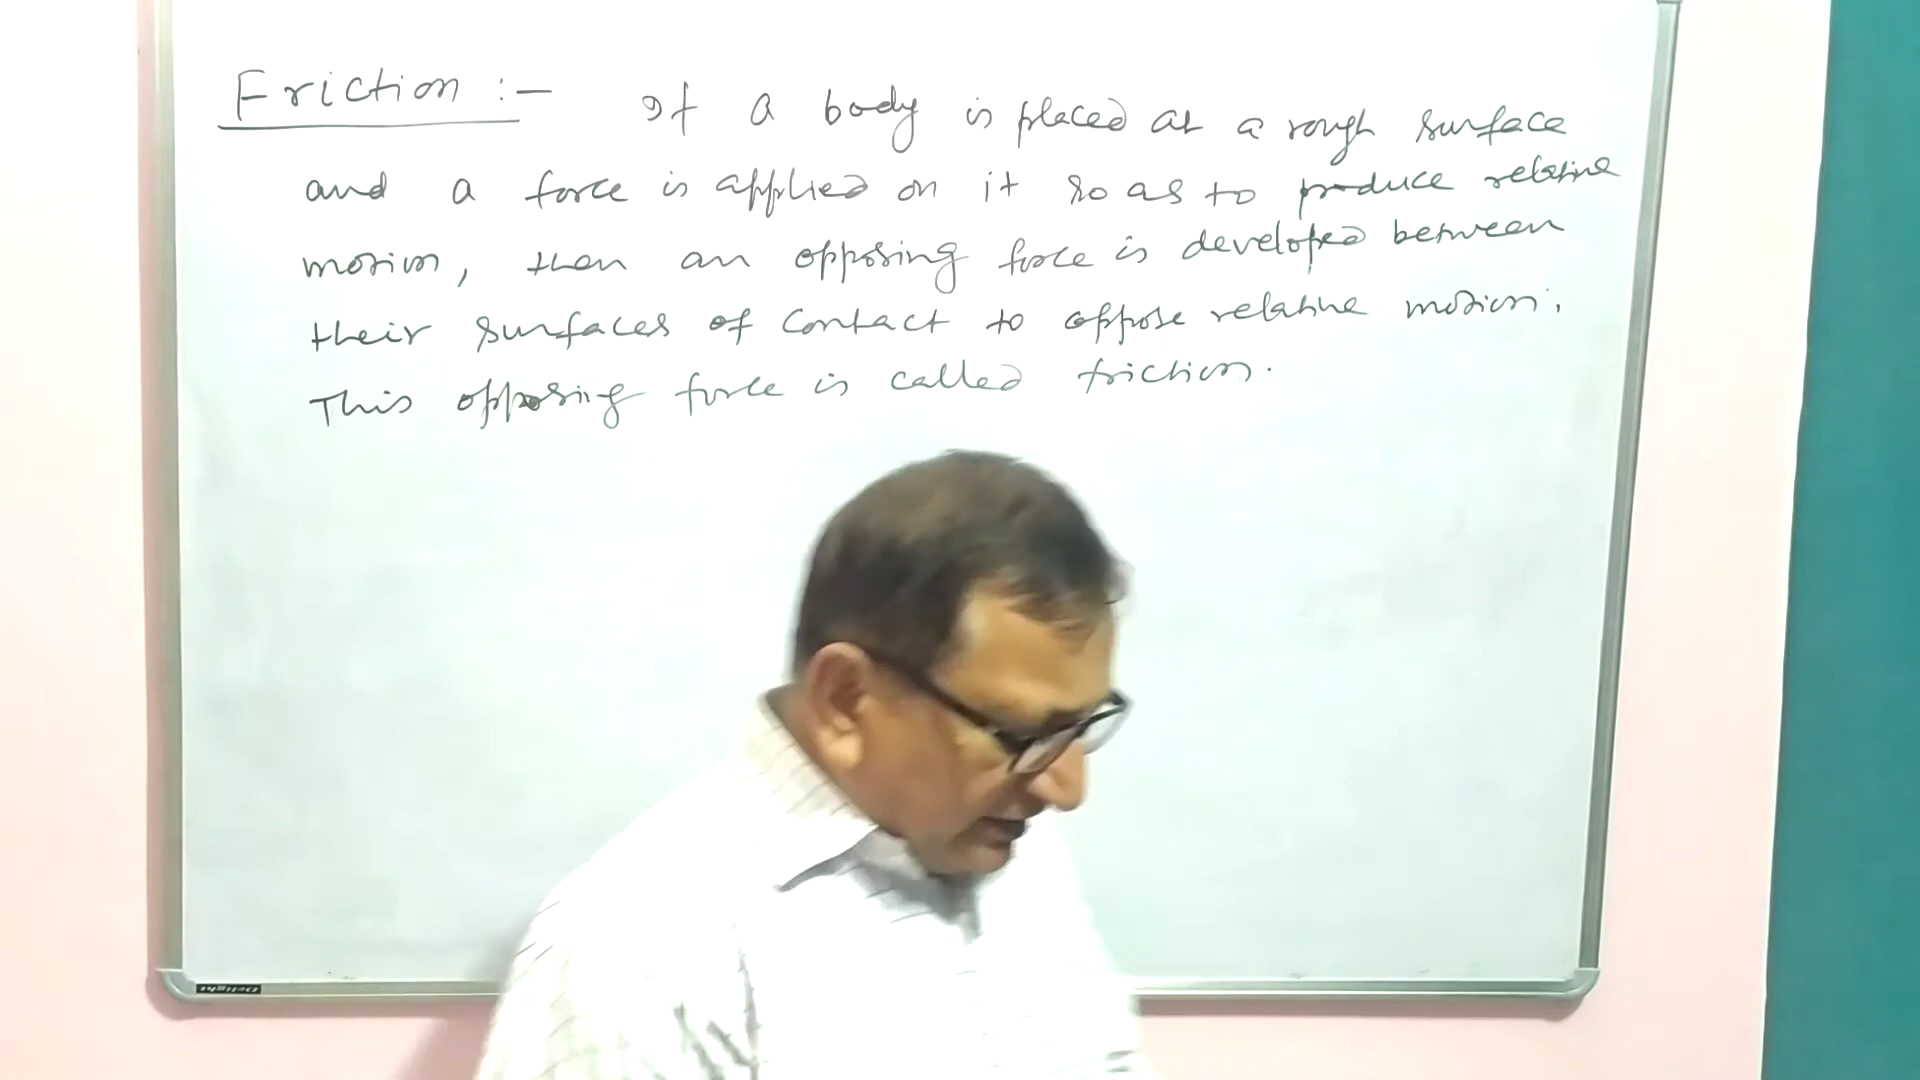 Friction :- If a body is placed at a rough surface
and a force is applied on it so as to produce relative
motion, then an opposing force is developed between
their surfaces of contact to oppose relative motion.
This opposing force is called friction.